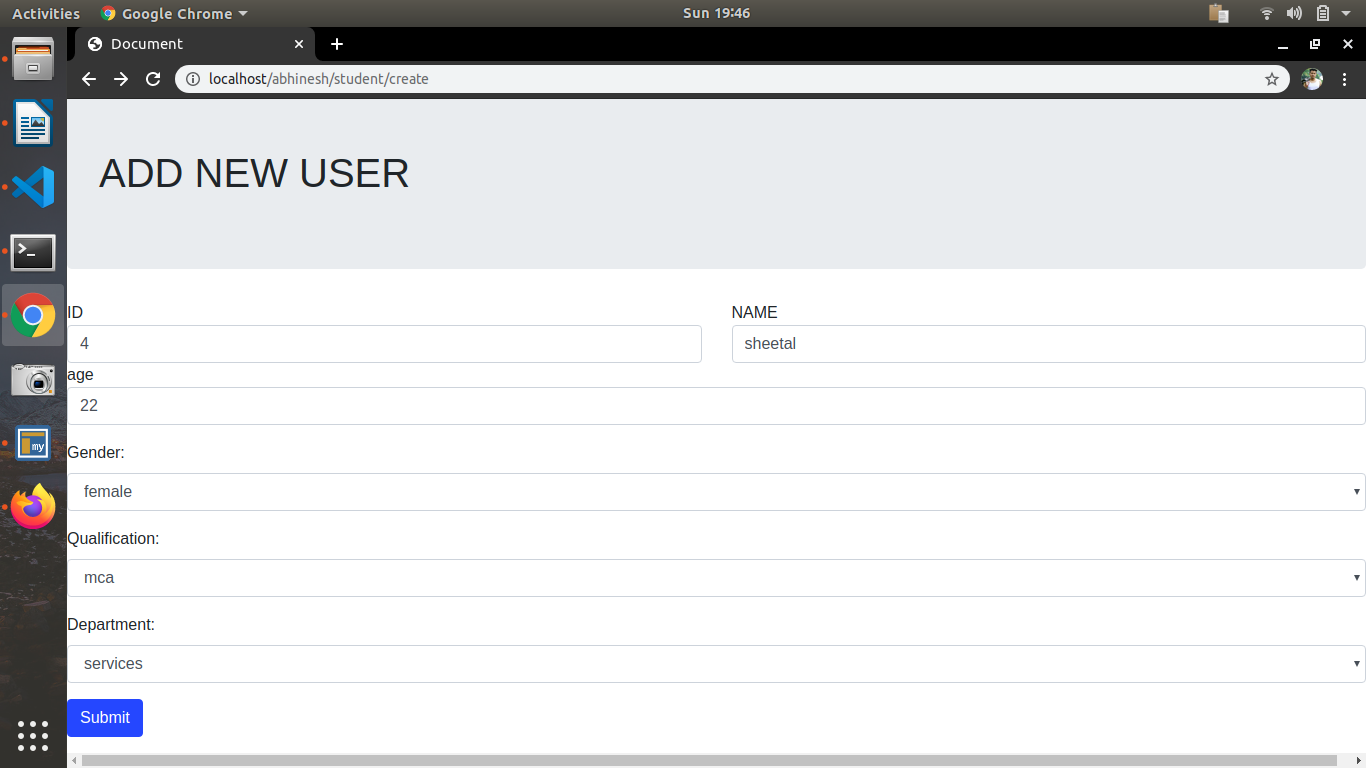 Activities Google Chrome Sun 19:46
Document
localhost/abhinesh/student/create
ADD NEW USER
ID NAME
4 sheetal
age
22
Gender:
female
Qualification:
mca
my
Department:
services
Submit